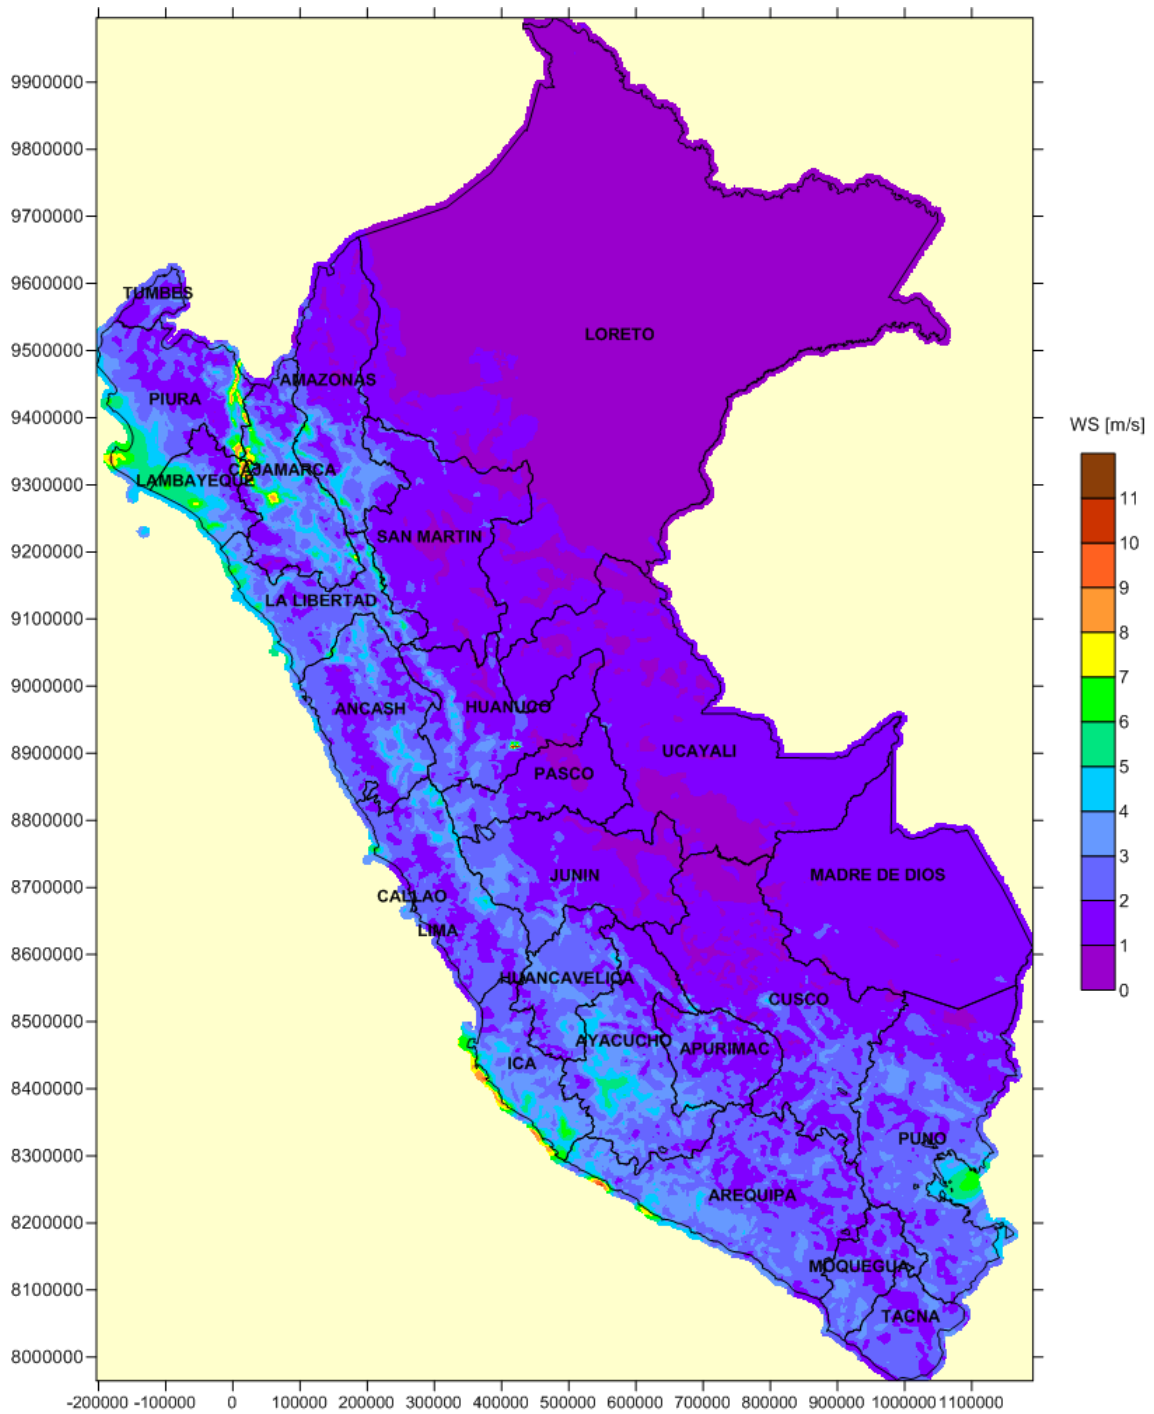 9900000
9800000
9700000
9600000
9500000
9400000
9300000
9200000
9100000
9000000
8900000
8800000
8700000
8600000
8500000
8400000
8300000
8200000
8100000
8000000
-200000 -100000 0 100000 200000 300000 400000 500000 600000 700000 800000 900000 1000000 1100000
TUMBES
LORETO
AMAZONAS
PIURA
CAJAMARCA
LAMBAYEQUE
SAN MARTIN
LA LIBERTAD
ANCASH
HUANUCO
UCAYALI
PASCO
JUNIN
MADRE DE DIOS
CALLAO
LIMA
HUANCAVELICA
CUSCO
AYACUCHO
APURIMAC
ICA
PUNO
AREQUIPA
MOQUEGUA
TACNA
WS [m/s]
11
10
9
8
7
6
5
4
3
2
1
0